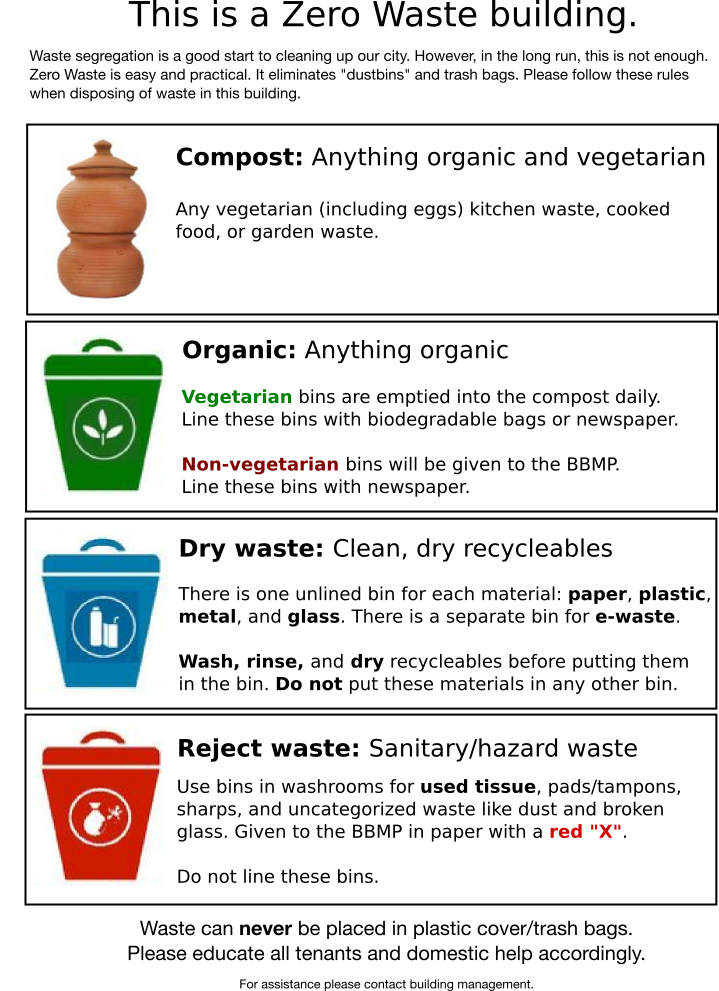 This is a Zero Waste building.
Waste segregation is a good start to cleaning up our city. However, in the long run, this is not enough.
Zero Waste is easy and practical. It eliminates "dustbins" and trash bags. Please follow these rules
when disposing of waste in this building.
Compost: Anything organic and vegetarian
Any vegetarian (including eggs) kitchen waste, cooked
food, or garden waste.
Organic: Anything organic
Vegetarian bins are emptied into the compost daily.
Line these bins with biodegradable bags or newspaper.
Non-vegetarian bins will be given to the BBMP.
Line these bins with newspaper.
Dry waste: Clean, dry recycleables
There is one unlined bin for each material: paper, plastic,
metal, and glass. There is a separate bin for e-waste.
Wash, rinse, and dry recycleables before putting them
in the bin. Do not put these materials in any other bin.
Reject waste: Sanitary/hazard waste
Use bins in washrooms for used tissue, pads/tampons,
sharps, and uncategorized waste like dust and broken
glass. Given to the BBMP in paper with a red "X".
Do not line these bins.
Waste can never be placed in plastic cover/trash bags.
Please educate all tenants and domestic help accordingly.
For assistance please contact building management.